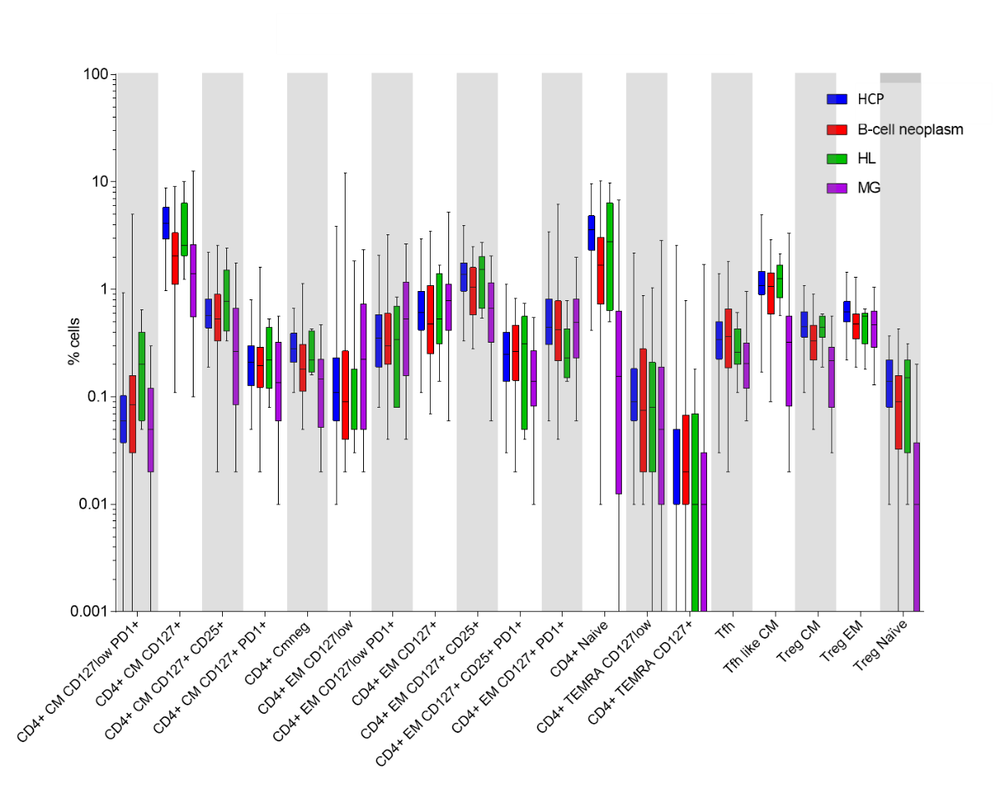 100
10
1
0.1
0.01
0.001
% cells
HCP
B-cell neoplasm
HL
MG
CD4+ CM CD127low PD1+
CD4+ CM CD127+
CD4+ CM CD127+ CD25+
CD4+ CM CD127+ PD1+
CD4+ Cmneg
CD4+ EM CD127low
CD4+ EM CD127low PD1+
CD4+ EM CD127+
CD4+ EM CD127+ CD25+
CD4+ EM CD127+ CD25+ PD1+
CD4+ EM CD127+ PD1+
CD4+ Naive
CD4+ TEMRA CD127low
CD4+ TEMRA CD127+
Tfh
Tfh like CM
Treg CM
Treg EM
Treg Naïve